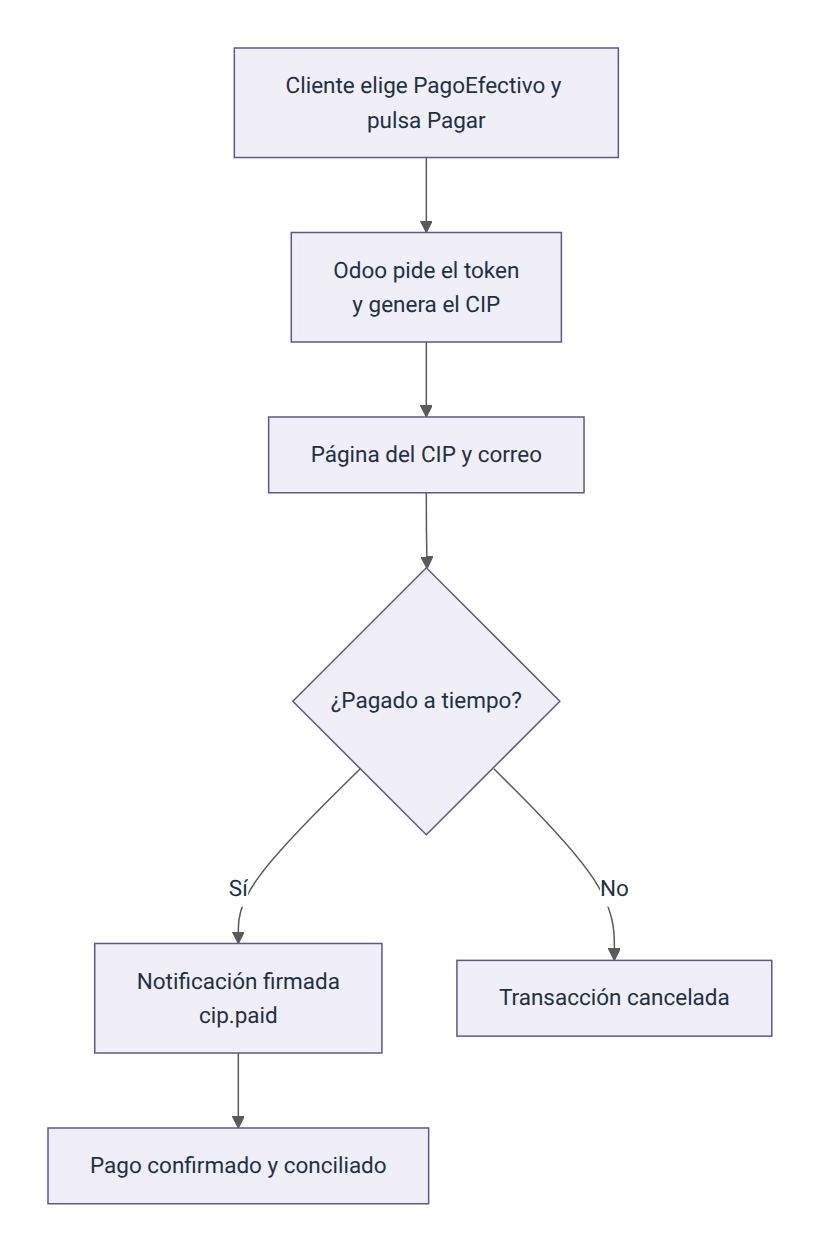 Cliente elige PagoEfectivo y
pulsa Pagar
Odoo pide el token
y genera el CIP
Página del CIP y correo
¿Pagado a tiempo?
Sí
No
Notificación firmada
cip.paid
Transacción cancelada
Pago confirmado y conciliado